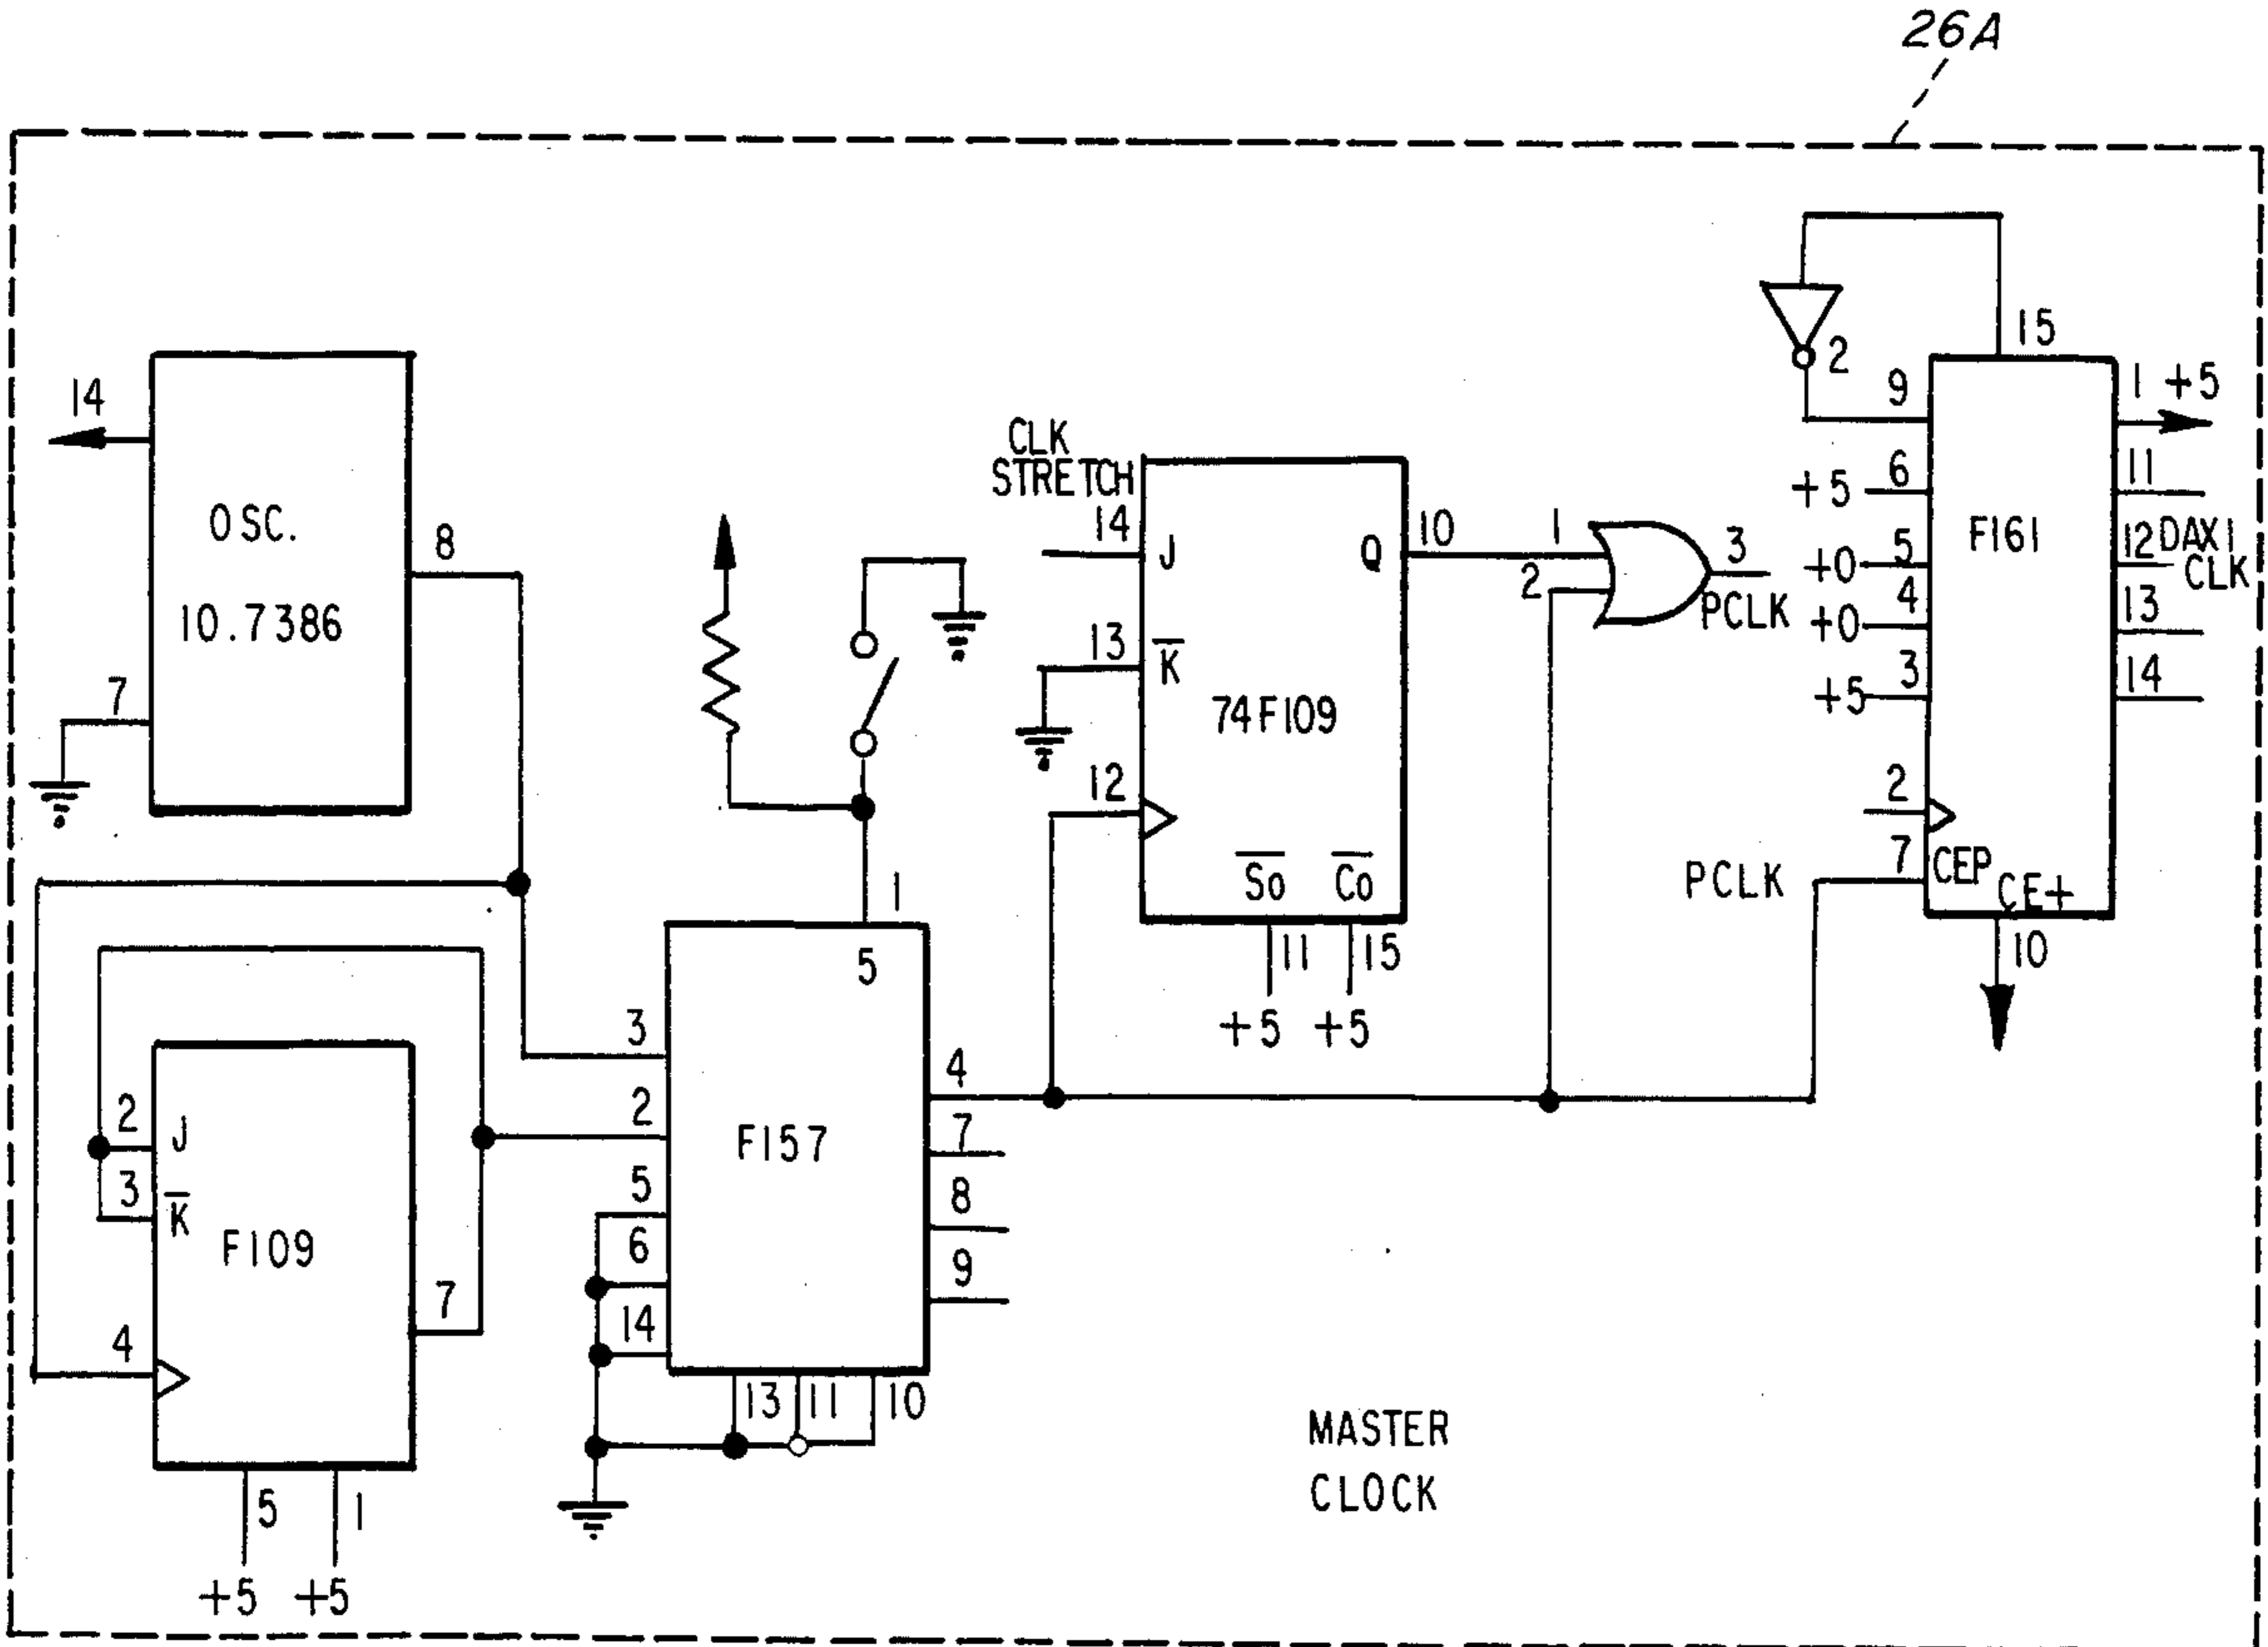 26A
OSC.
10.7386
14
8
7
CLK
STRETCH
14
J
13
K̅
12
74F109
Q
10
S̅o̅
C̅o̅
11
15
+5
+5
1
2
3
PCLK
2
15
9
+5
6
+0
5
+0
4
+5
3
2
PCLK
7
CEP
CE+
10
F161
1 +5
11
12 DAX1
CLK
13
14
2
J
3
K̅
F109
4
7
5
1
+5
+5
1
5
3
2
5
6
14
F157
4
7
8
9
13
11
10
MASTER
CLOCK